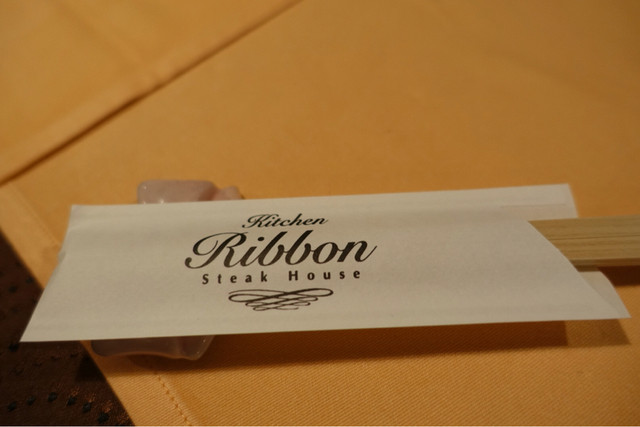 Kitchen
Ribbon
Steak House